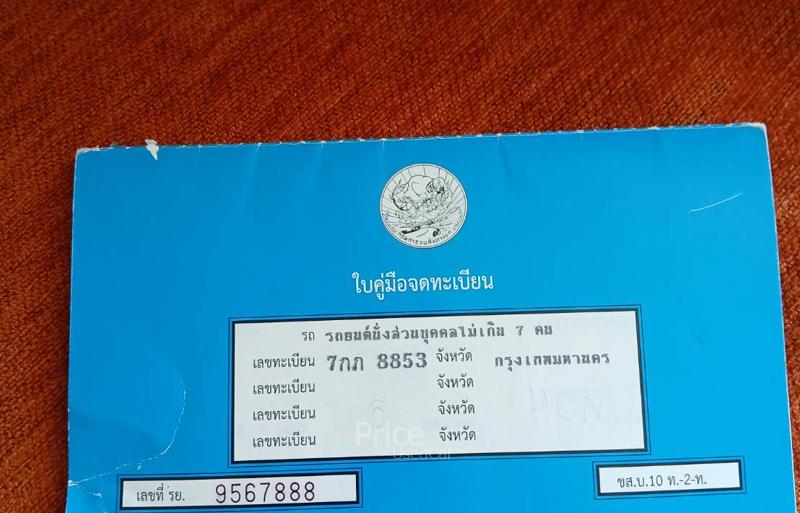 ใบคู่มือจดทะเบียน
รถ รถยนต์นั่งส่วนบุคคลไม่เกิน 7 คน
เลขทะเบียน 7กภ 8853 จังหวัด กรุงเทพมหานคร
เลขทะเบียน จังหวัด
เลขทะเบียน จังหวัด HCN
เลขทะเบียน จังหวัด
Price
UsedCar
เลขที่ รย. 9567888
ขส.บ.10 ท.-2-ท.